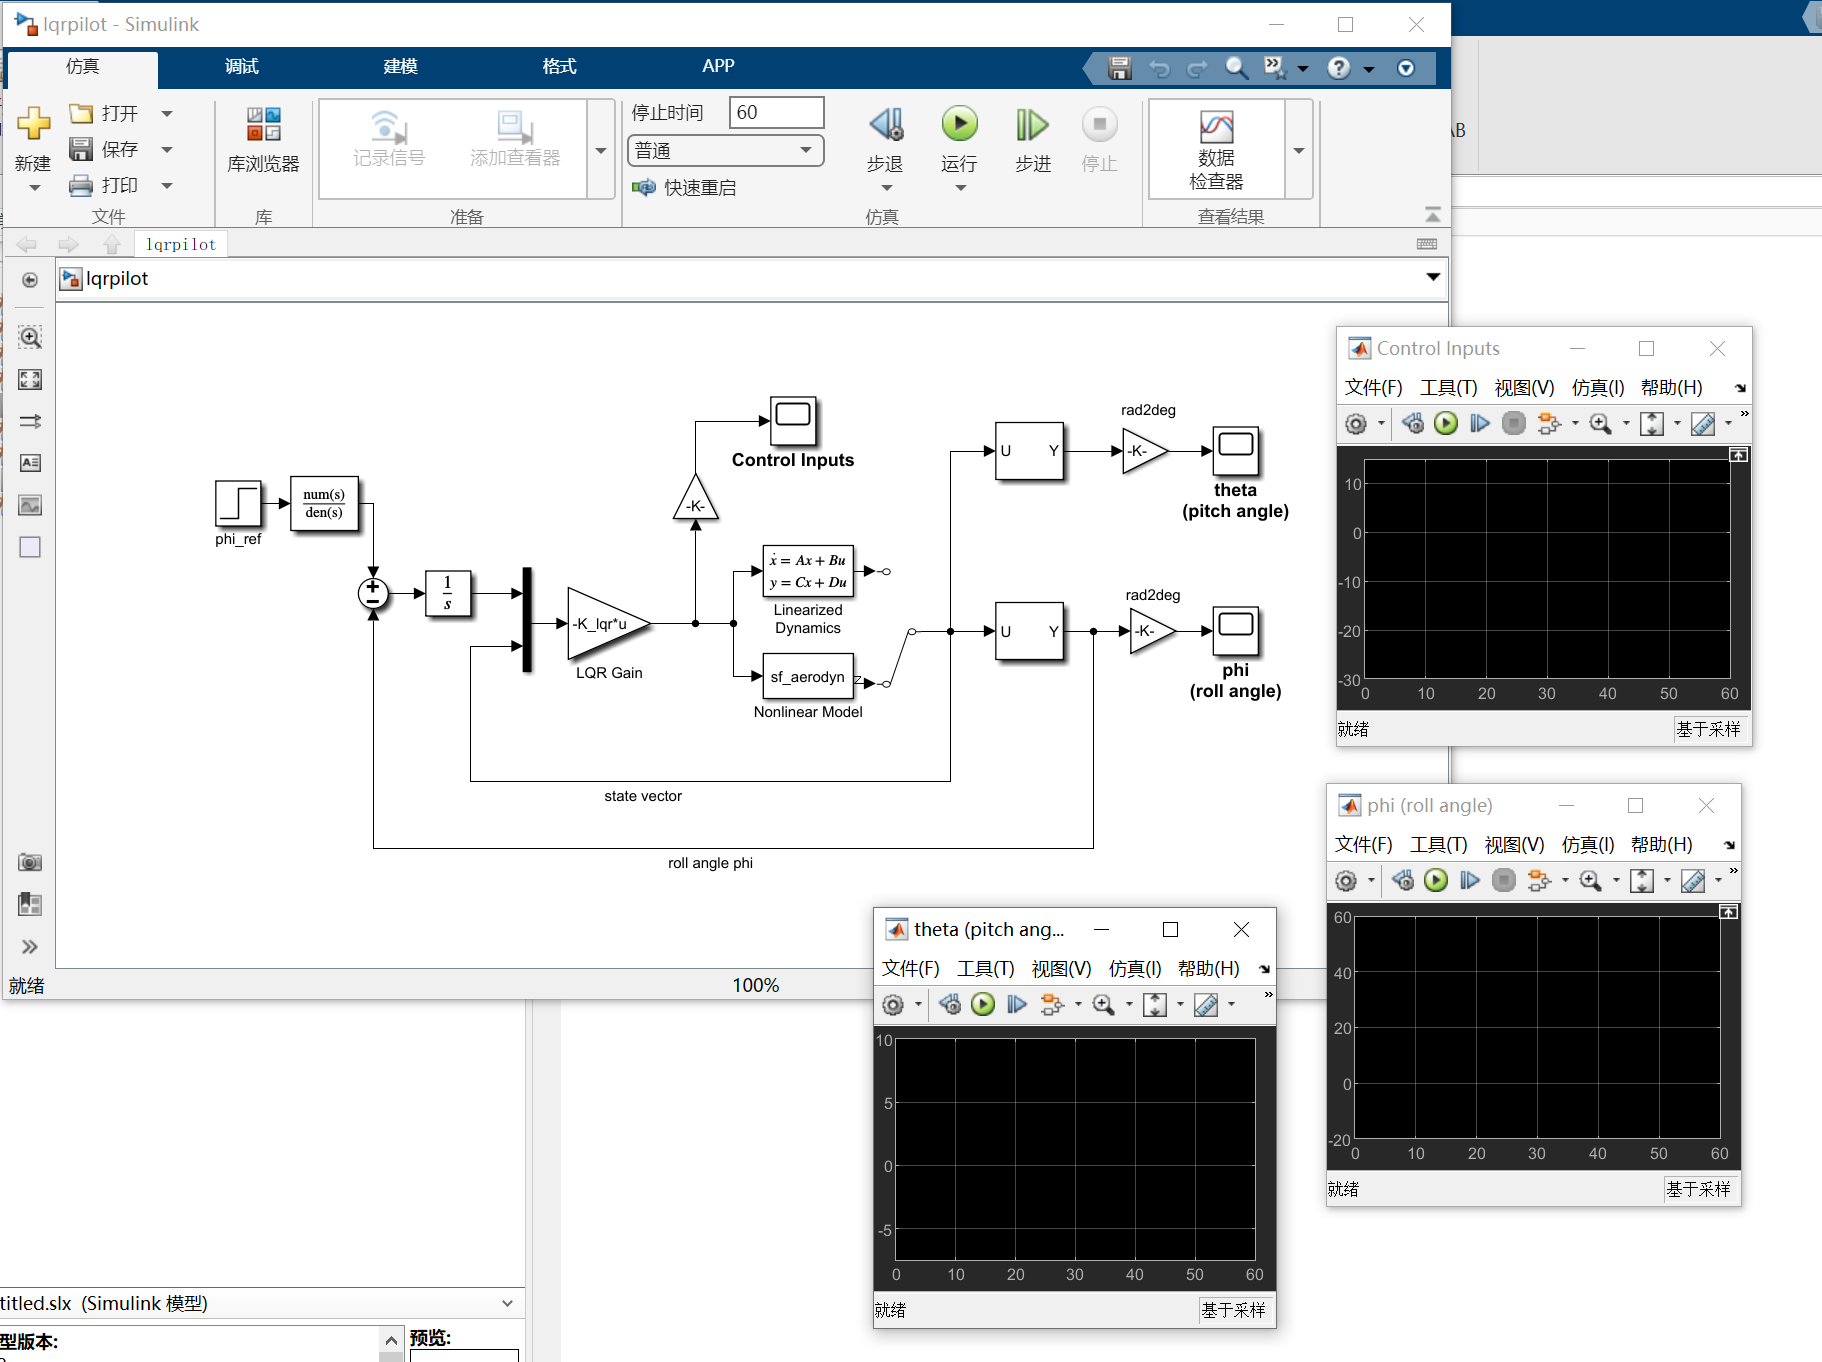 lqrpilot - Simulink
仿真
调试
建模
格式
APP
新建
打开
保存
打印
文件
库浏览器
库
记录信号
添加查看器
准备
停止时间
60
普通
快速重启
步退
运行
步进
停止
仿真
数据
检查器
查看结果
AB
lqrpilot
lqrpilot
phi_ref
num(s)
den(s)
1
s
-K_lqr*u
LQR Gain
-K-
Control Inputs
ẋ = Ax + Bu
y = Cx + Du
Linearized
Dynamics
sf_aerodyn
Nonlinear Model
U Y
rad2deg
-K-
theta
(pitch angle)
U Y
rad2deg
-K-
phi
(roll angle)
state vector
roll angle phi
就绪
100%
Control Inputs
文件(F) 工具(T) 视图(V) 仿真(I) 帮助(H)
10
0
-10
-20
-30
0 10 20 30 40 50 60
就绪
基于采样
phi (roll angle)
文件(F) 工具(T) 视图(V) 仿真(I) 帮助(H)
60
40
20
0
-20
0 10 20 30 40 50 60
就绪
基于采样
theta (pitch ang...
文件(F) 工具(T) 视图(V) 仿真(I) 帮助(H)
10
5
0
-5
0 10 20 30 40 50 60
就绪
基于采样
titled.slx (Simulink 模型)
型版本:
预览: